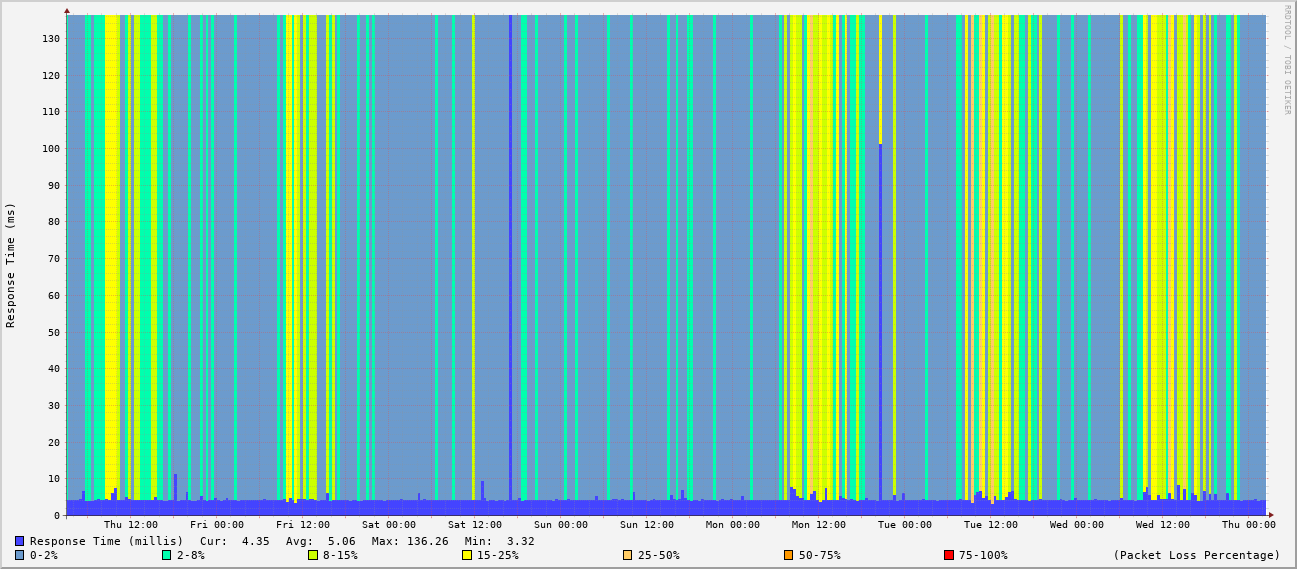 RRDTOOL / TOBI OETIKER
Response Time (ms)
130
120
110
100
90
80
70
60
50
40
30
20
10
0
Thu 12:00 Fri 00:00 Fri 12:00 Sat 00:00 Sat 12:00 Sun 00:00 Sun 12:00 Mon 00:00 Mon 12:00 Tue 00:00 Tue 12:00 Wed 00:00 Wed 12:00 Thu 00:00
Response Time (millis) Cur: 4.35 Avg: 5.06 Max: 136.26 Min: 3.32
0-2% 2-8% 8-15% 15-25% 25-50% 50-75% 75-100% (Packet Loss Percentage)